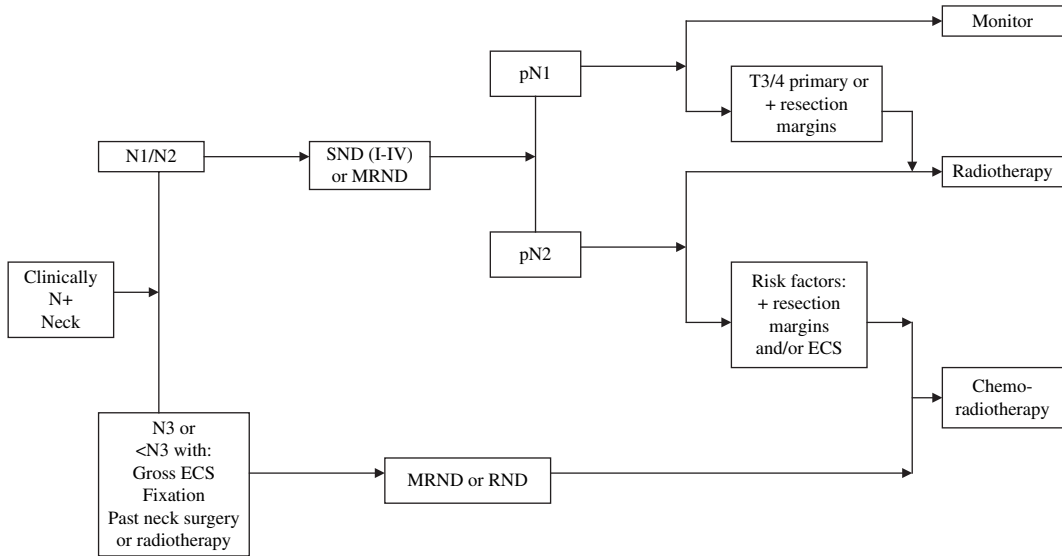 Clinically
N+
Neck
N1/N2
SND (I-IV)
or MRND
pN1
Monitor
T3/4 primary or
+ resection
margins
Radiotherapy
pN2
Risk factors:
+ resection
margins
and/or ECS
Chemo-
radiotherapy
N3 or
<N3 with:
Gross ECS
Fixation
Past neck surgery
or radiotherapy
MRND or RND